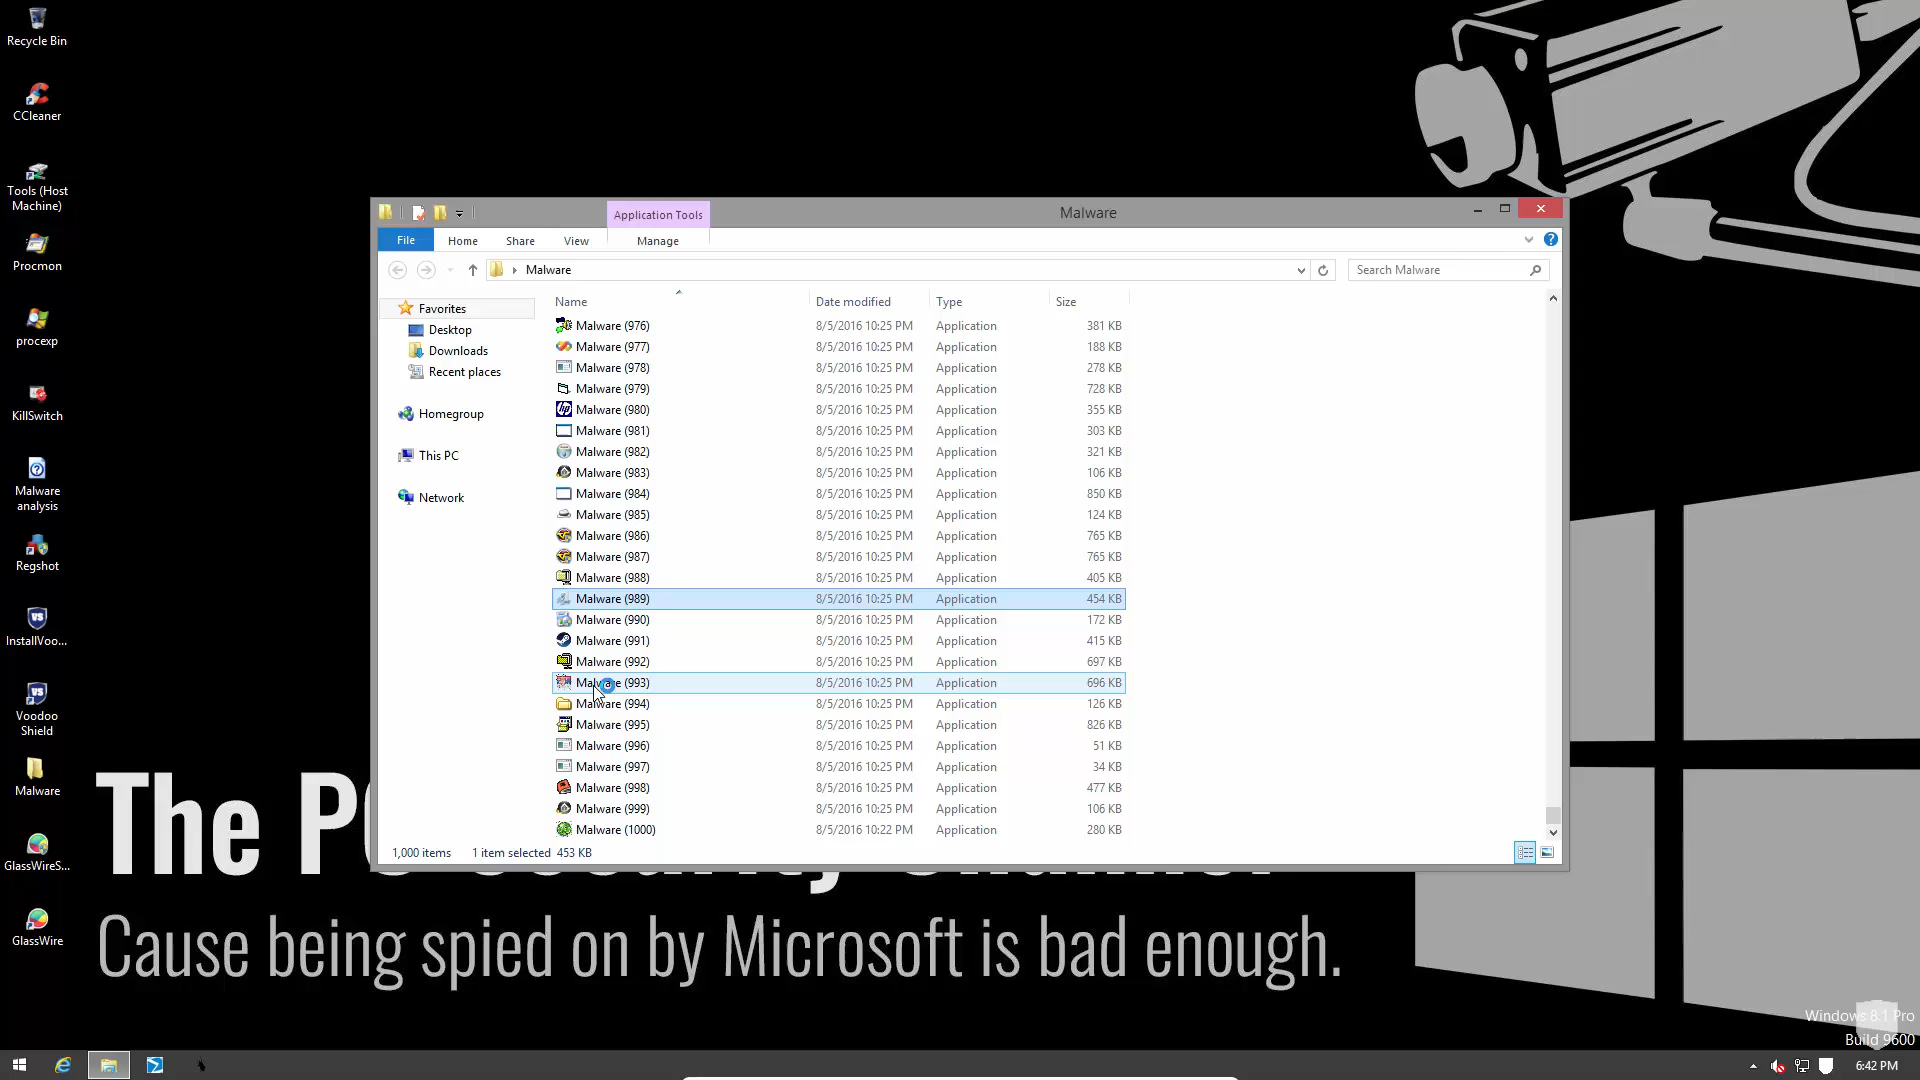 Recycle Bin
CCleaner
Tools (Host
Machine)
Procmon
procexp
KillSwitch
Malware
analysis
Regshot
InstallVoo...
Voodoo
Shield
Malware
GlassWireS...
GlassWire
Application Tools
Malware
File Home Share View Manage
Malware
Search Malware
Favorites
Desktop
Downloads
Recent places
Homegroup
This PC
Network
Name Date modified Type Size
Malware (976) 8/5/2016 10:25 PM Application 381 KB
Malware (977) 8/5/2016 10:25 PM Application 188 KB
Malware (978) 8/5/2016 10:25 PM Application 278 KB
Malware (979) 8/5/2016 10:25 PM Application 728 KB
Malware (980) 8/5/2016 10:25 PM Application 355 KB
Malware (981) 8/5/2016 10:25 PM Application 303 KB
Malware (982) 8/5/2016 10:25 PM Application 321 KB
Malware (983) 8/5/2016 10:25 PM Application 106 KB
Malware (984) 8/5/2016 10:25 PM Application 850 KB
Malware (985) 8/5/2016 10:25 PM Application 124 KB
Malware (986) 8/5/2016 10:25 PM Application 765 KB
Malware (987) 8/5/2016 10:25 PM Application 765 KB
Malware (988) 8/5/2016 10:25 PM Application 405 KB
Malware (989) 8/5/2016 10:25 PM Application 454 KB
Malware (990) 8/5/2016 10:25 PM Application 172 KB
Malware (991) 8/5/2016 10:25 PM Application 415 KB
Malware (992) 8/5/2016 10:25 PM Application 697 KB
Malware (993) 8/5/2016 10:25 PM Application 696 KB
Malware (994) 8/5/2016 10:25 PM Application 126 KB
Malware (995) 8/5/2016 10:25 PM Application 826 KB
Malware (996) 8/5/2016 10:25 PM Application 51 KB
Malware (997) 8/5/2016 10:25 PM Application 34 KB
Malware (998) 8/5/2016 10:25 PM Application 477 KB
Malware (999) 8/5/2016 10:25 PM Application 106 KB
Malware (1000) 8/5/2016 10:22 PM Application 280 KB
1,000 items 1 item selected 453 KB
The P
Cause being spied on by Microsoft is bad enough.
Windows 8.1 Pro
Build 9600
6:42 PM